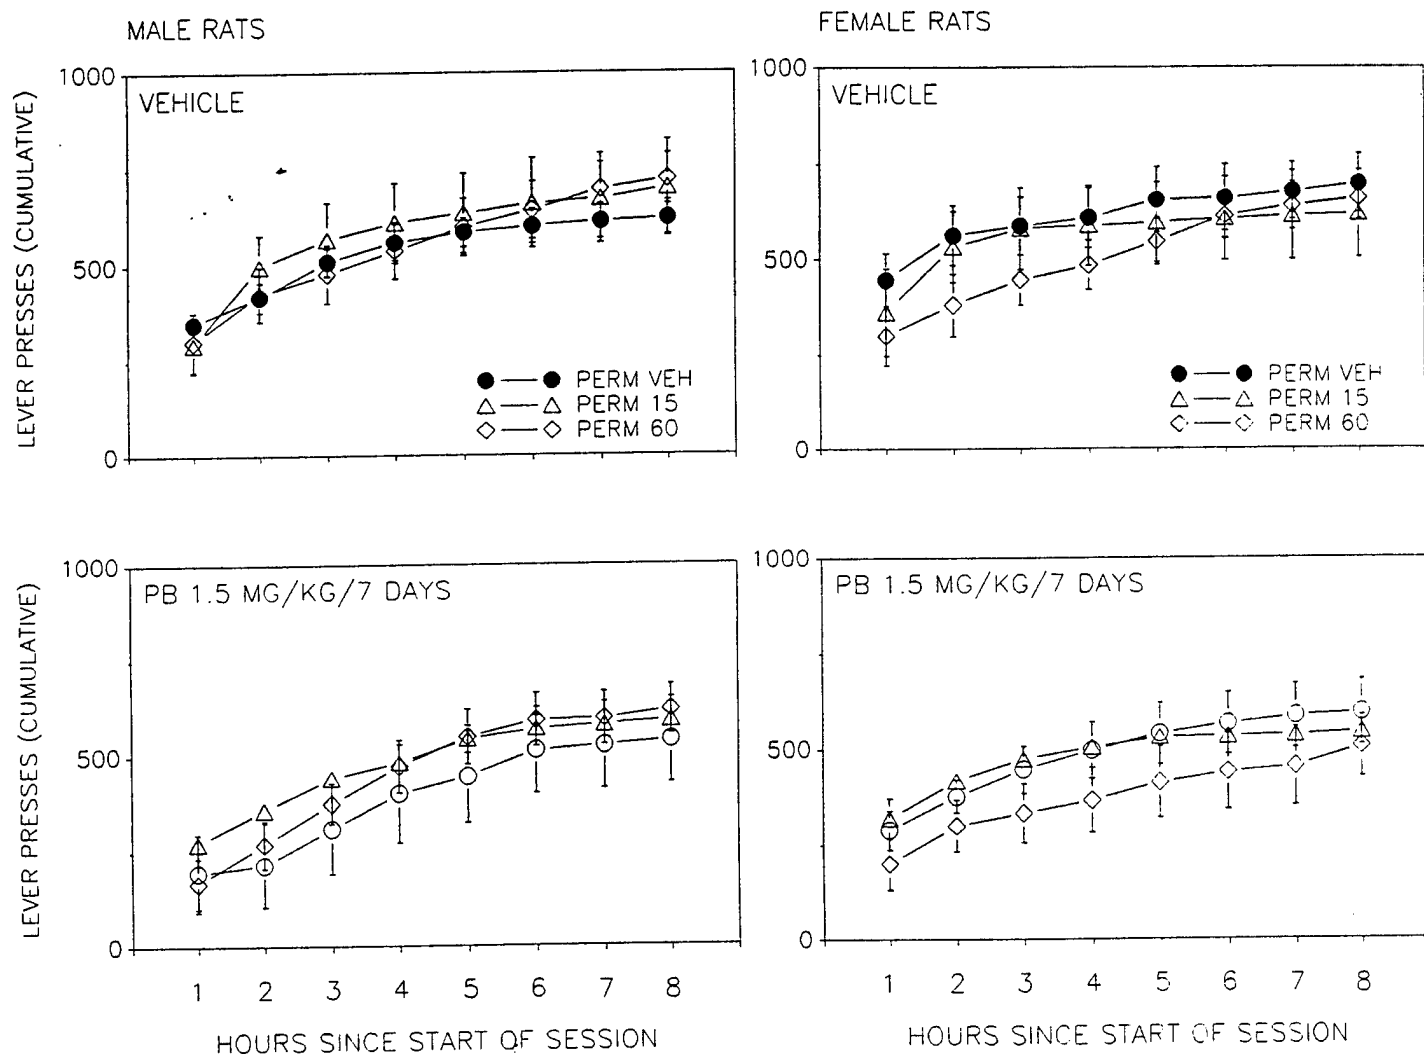 MALE RATS
FEMALE RATS
LEVER PRESSES (CUMULATIVE)
1000
500
0
VEHICLE
PERM VEH
PERM 15
PERM 60
1000
500
0
VEHICLE
PERM VEH
PERM 15
PERM 60
LEVER PRESSES (CUMULATIVE)
1000
500
0
PB 1.5 MG/KG/7 DAYS
1 2 3 4 5 6 7 8
HOURS SINCE START OF SESSION
1000
500
0
PB 1.5 MG/KG/7 DAYS
1 2 3 4 5 6 7 8
HOURS SINCE START OF SESSION